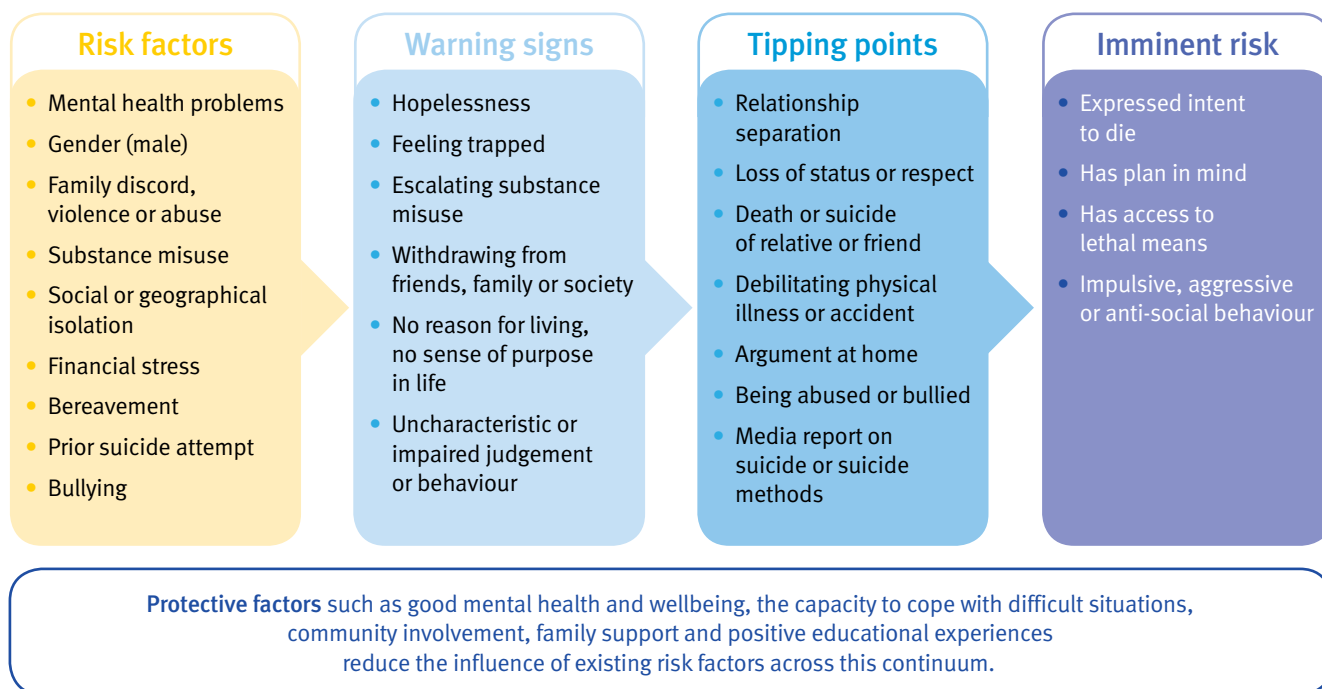 Risk factors
• Mental health problems
• Gender (male)
• Family discord,
violence or abuse
• Substance misuse
• Social or geographical
isolation
• Financial stress
• Bereavement
• Prior suicide attempt
• Bullying
Warning signs
• Hopelessness
• Feeling trapped
• Escalating substance
misuse
• Withdrawing from
friends, family or society
• No reason for living,
no sense of purpose
in life
• Uncharacteristic or
impaired judgement
or behaviour
Tipping points
• Relationship
separation
• Loss of status or respect
• Death or suicide
of relative or friend
• Debilitating physical
illness or accident
• Argument at home
• Being abused or bullied
• Media report on
suicide or suicide
methods
Imminent risk
• Expressed intent
to die
• Has plan in mind
• Has access to
lethal means
• Impulsive, aggressive
or anti-social behaviour
Protective factors such as good mental health and wellbeing, the capacity to cope with difficult situations,
community involvement, family support and positive educational experiences
reduce the influence of existing risk factors across this continuum.